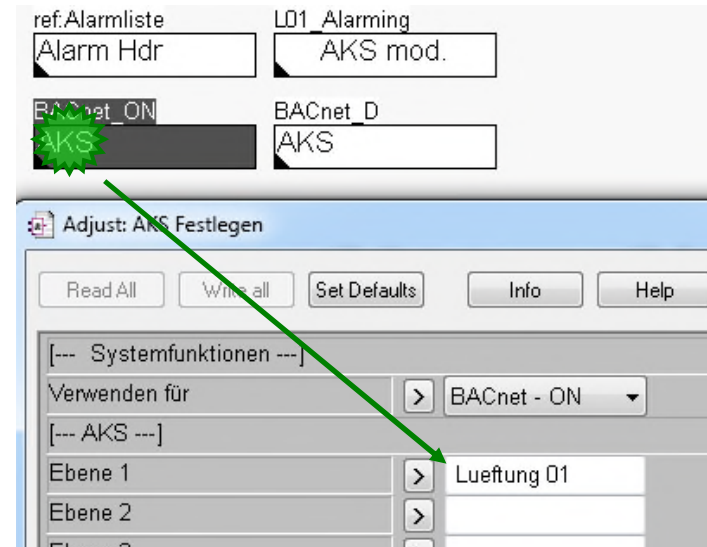 ref:Alarmliste L01_Alarming
Alarm Hdr AKS mod.
BACnet_ON BACnet_D
AKS AKS
Adjust: AKS Festlegen
Read All Write all Set Defaults Info Help
[--- Systemfunktionen ---]
Verwenden für > BACnet - ON
[--- AKS ---]
Ebene 1 > Lueftung 01
Ebene 2 >